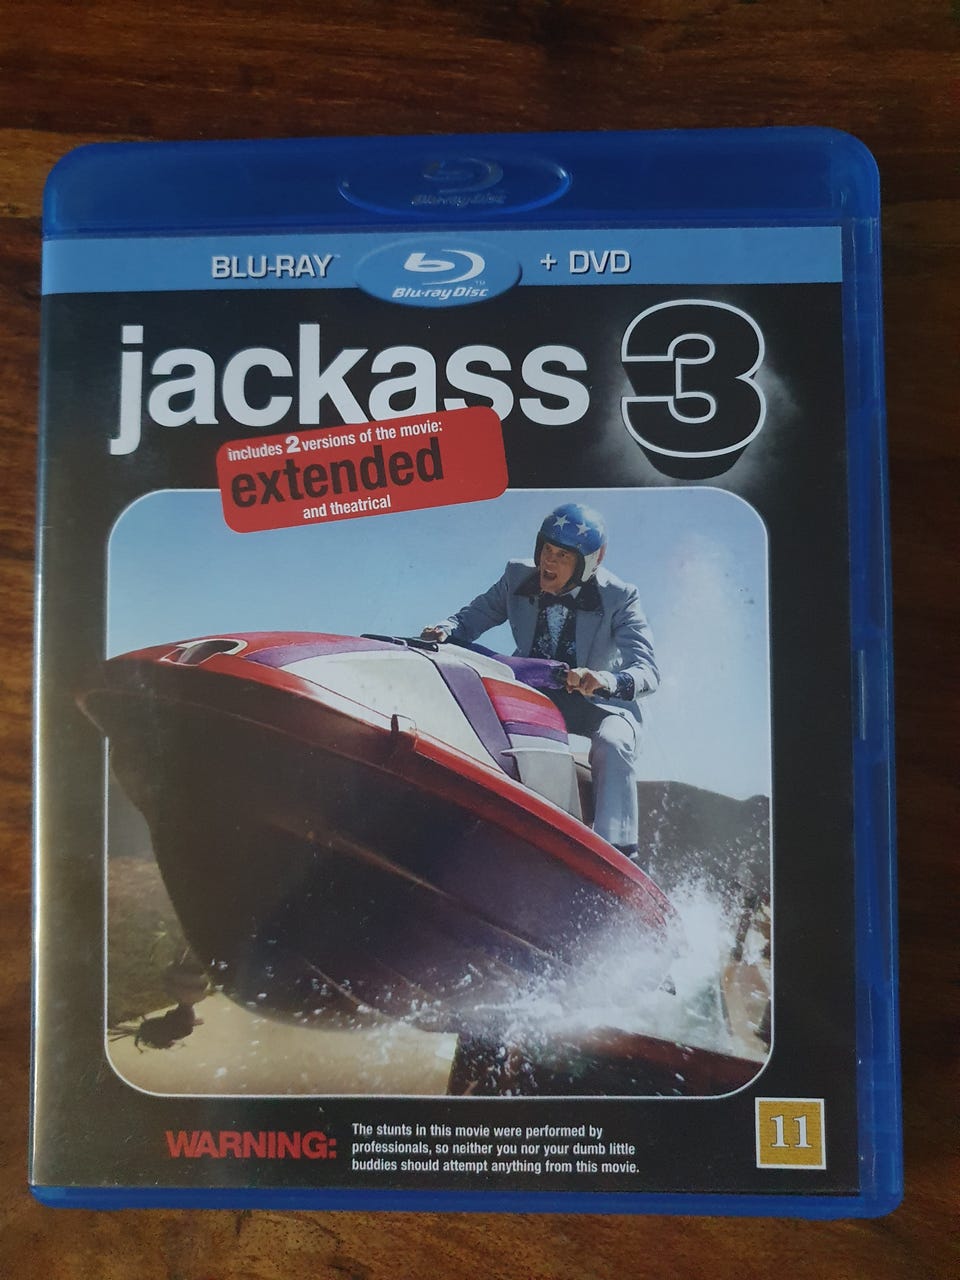 Blu-ray Disc
BLU-RAY™ Blu-ray Disc™ + DVD
jackass 3
includes 2 versions of the movie:
extended
and theatrical
WARNING: The stunts in this movie were performed by
professionals, so neither you nor your dumb little
buddies should attempt anything from this movie.
11